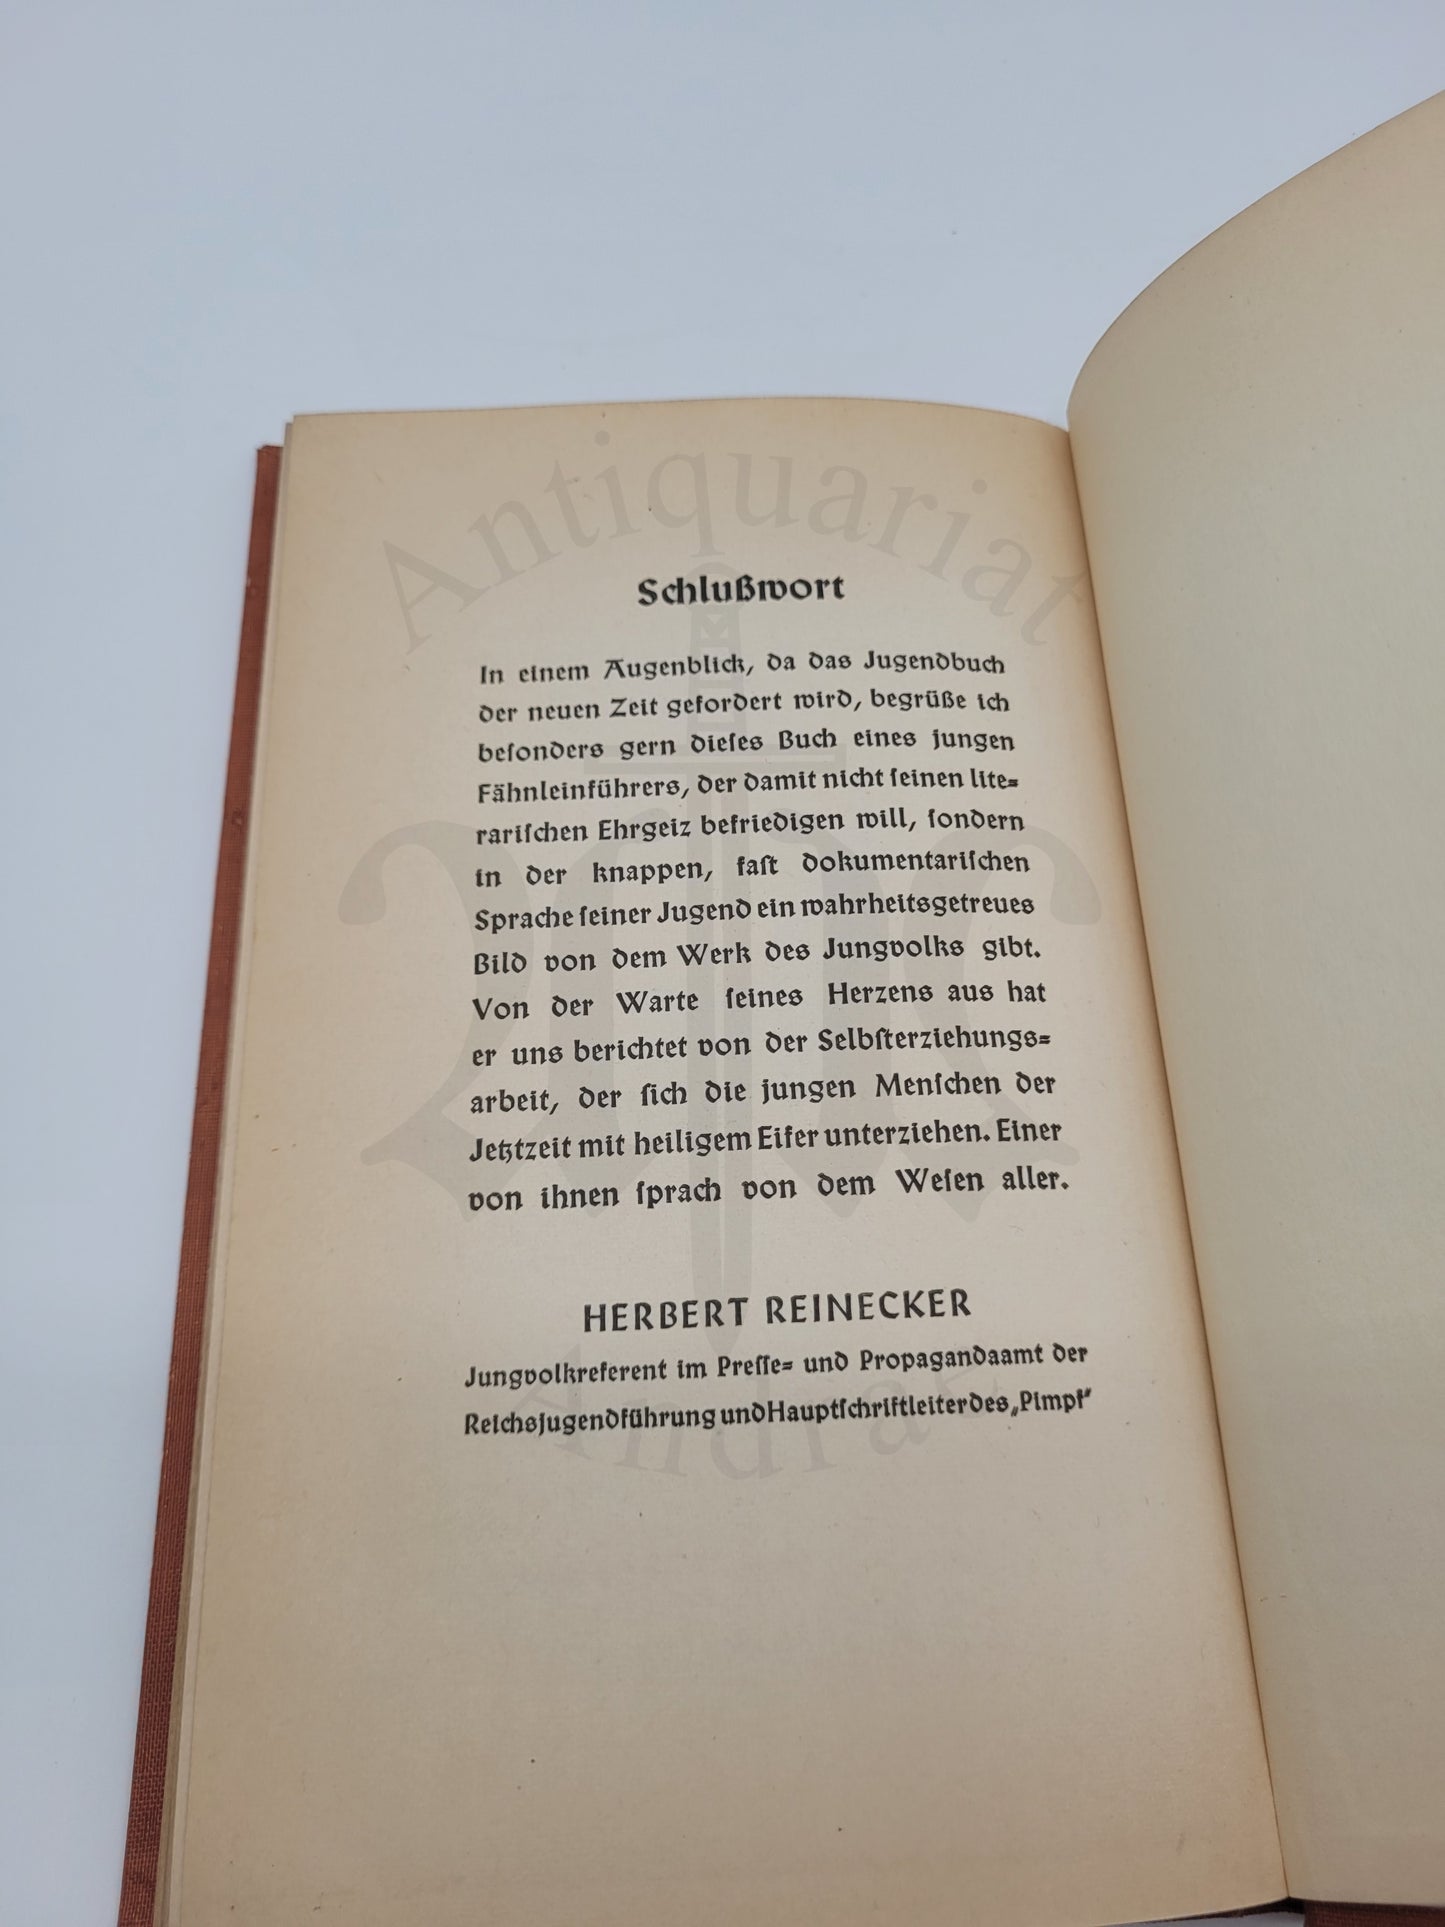 Antiquariat
Schlußwort
In einem Augenblick, da das Jugendbuch
der neuen Zeit gefordert wird, begrüße ich
beſonders gern dieſes Buch eines jungen
Fähnleinführers, der damit nicht ſeinen lite⸗
rariſchen Ehrgeiz befriedigen will, ſondern
in der knappen, faſt dokumentariſchen
Sprache ſeiner Jugend ein wahrheitsgetreues
Bild von dem Werk des Jungvolks gibt.
Von der Warte ſeines Herzens aus hat
er uns berichtet von der Selbſterziehungs⸗
arbeit, der ſich die jungen Menſchen der
Jetztzeit mit heiligem Eifer unterziehen. Einer
von ihnen ſprach von dem Weſen aller.
HERBERT REINECKER
Jungvolkreferent im Preſſe⸗ und Propagandaamt der
Reichsjugendführung und Hauptſchriftleiter des „Pimpf“
Andrae